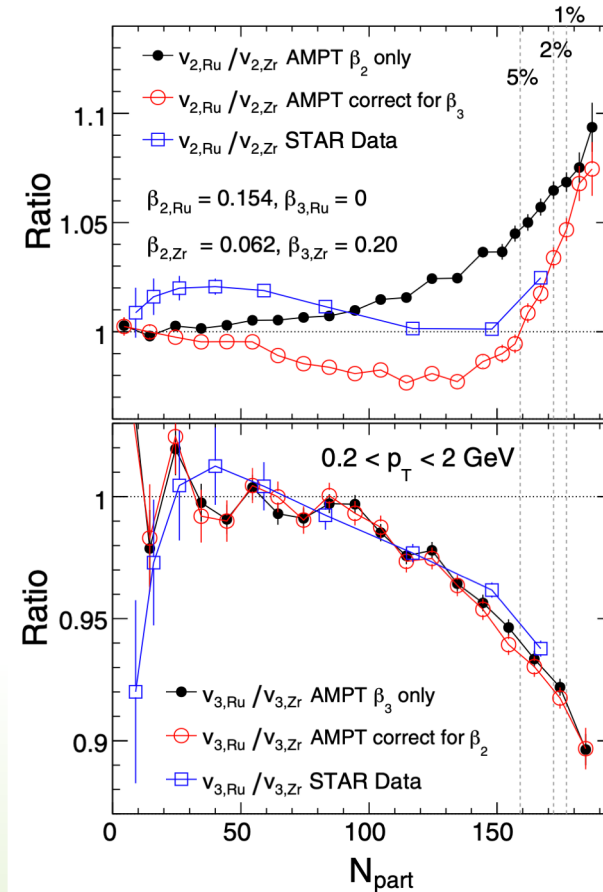 1%
2%
5%
v2,Ru /v2,Zr AMPT β2 only
v2,Ru /v2,Zr AMPT correct for β3
v2,Ru /v2,Zr STAR Data
β2,Ru = 0.154, β3,Ru = 0
β2,Zr = 0.062, β3,Zr = 0.20
Ratio
1.1
1.05
1
0.2 < pT < 2 GeV
Ratio
1
0.95
0.9
v3,Ru /v3,Zr AMPT β3 only
v3,Ru /v3,Zr AMPT correct for β2
v3,Ru /v3,Zr STAR Data
0 50 100 150
Npart